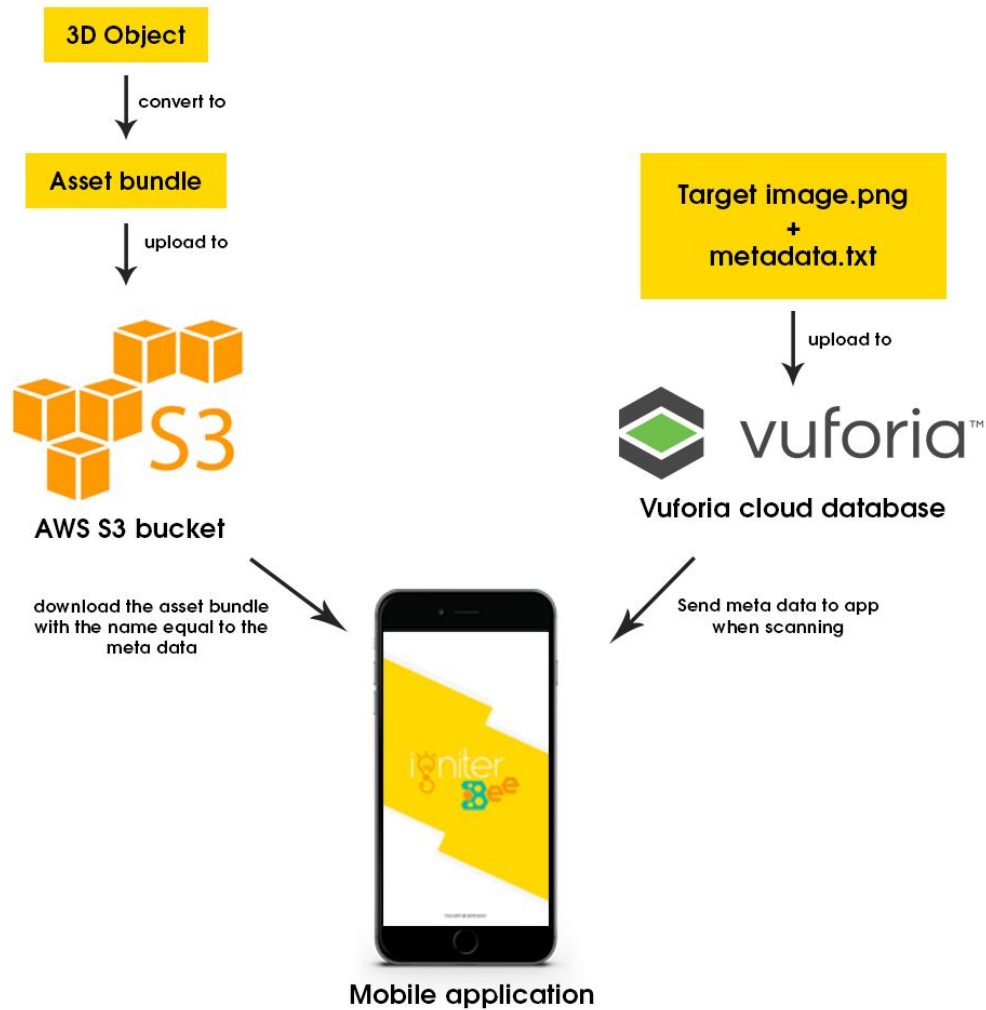 3D Object
convert to
Asset bundle
upload to
S3
AWS S3 bucket
download the asset bundle
with the name equal to the
meta data
Target image.png
+
metadata.txt
upload to
vuforia™
Vuforia cloud database
Send meta data to app
when scanning
igniter
Bee
Mobile application